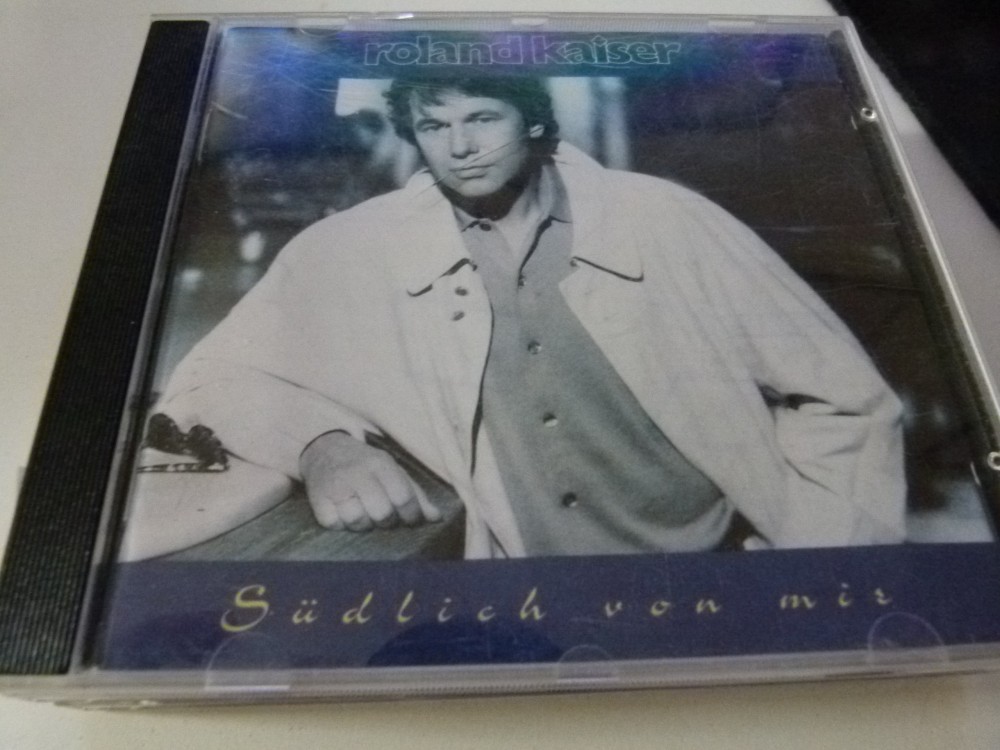 roland kaiser
Südlich von mir